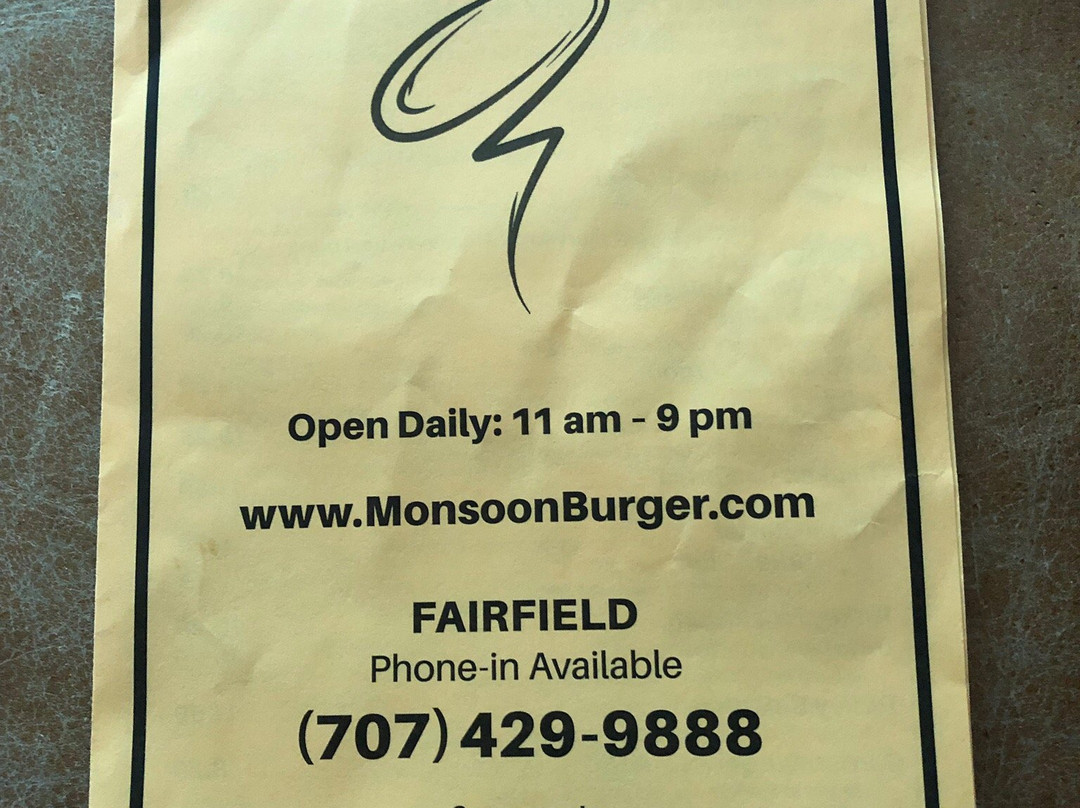 Open Daily: 11 am – 9 pm
www.MonsoonBurger.com
FAIRFIELD
Phone-in Available
(707) 429-9888